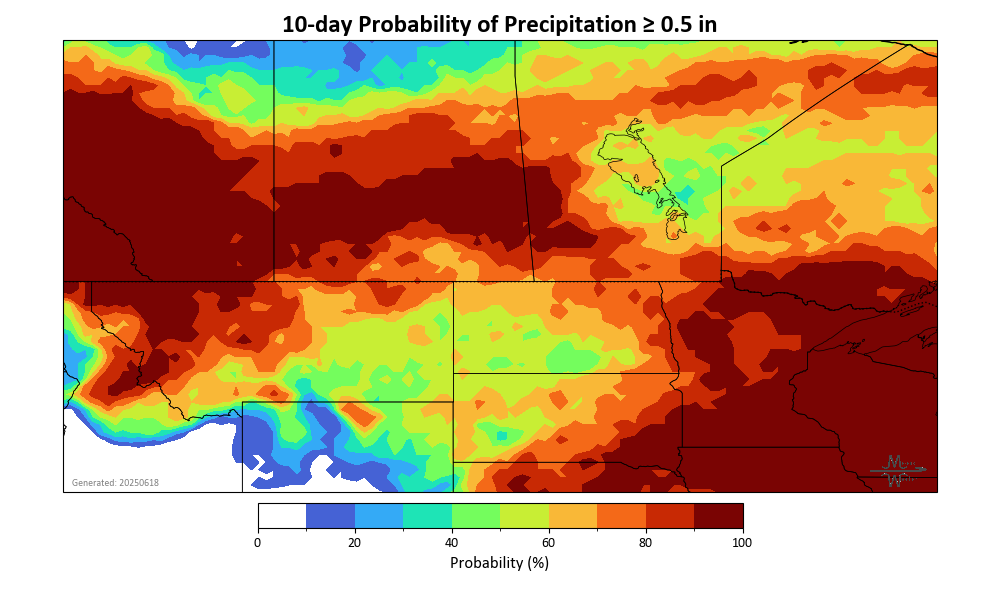 10-day Probability of Precipitation ≥ 0.5 in
Generated: 20250618
0 20 40 60 80 100
Probability (%)